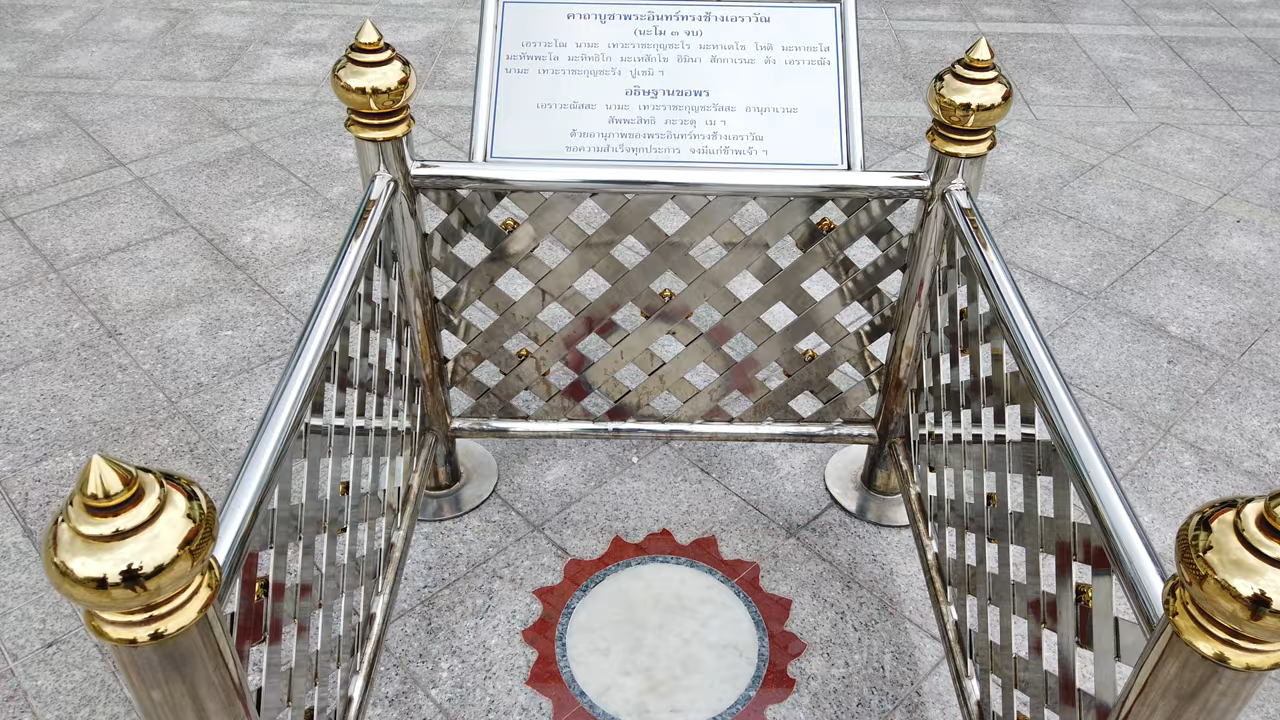 คาถาบูชาพระอินทร์ทรงช้างเอราวัณ
(นะโม ๓ จบ)
เอราวะโณ นามะ เทวะราชะกุญชะโร มะหาเตโช โหติ มะหายะโส
มะหัพพะโล มะหิทธิโก มะเหสักโข อิมินา สักกาเรนะ ตัง เอราวะณัง
นามะ เทวะราชะกุญชะรัง ปูเชมิ ฯ
อธิษฐานขอพร
เอราวะณัสสะ นามะ เทวะราชะกุญชะรัสสะ อานุภาเวนะ
สัพพะสิทธิ ภะวะตุ เม ฯ
ด้วยอานุภาพของพระอินทร์ทรงช้างเอราวัณ
ขอความสำเร็จทุกประการ จงมีแก่ข้าพเจ้า ฯ